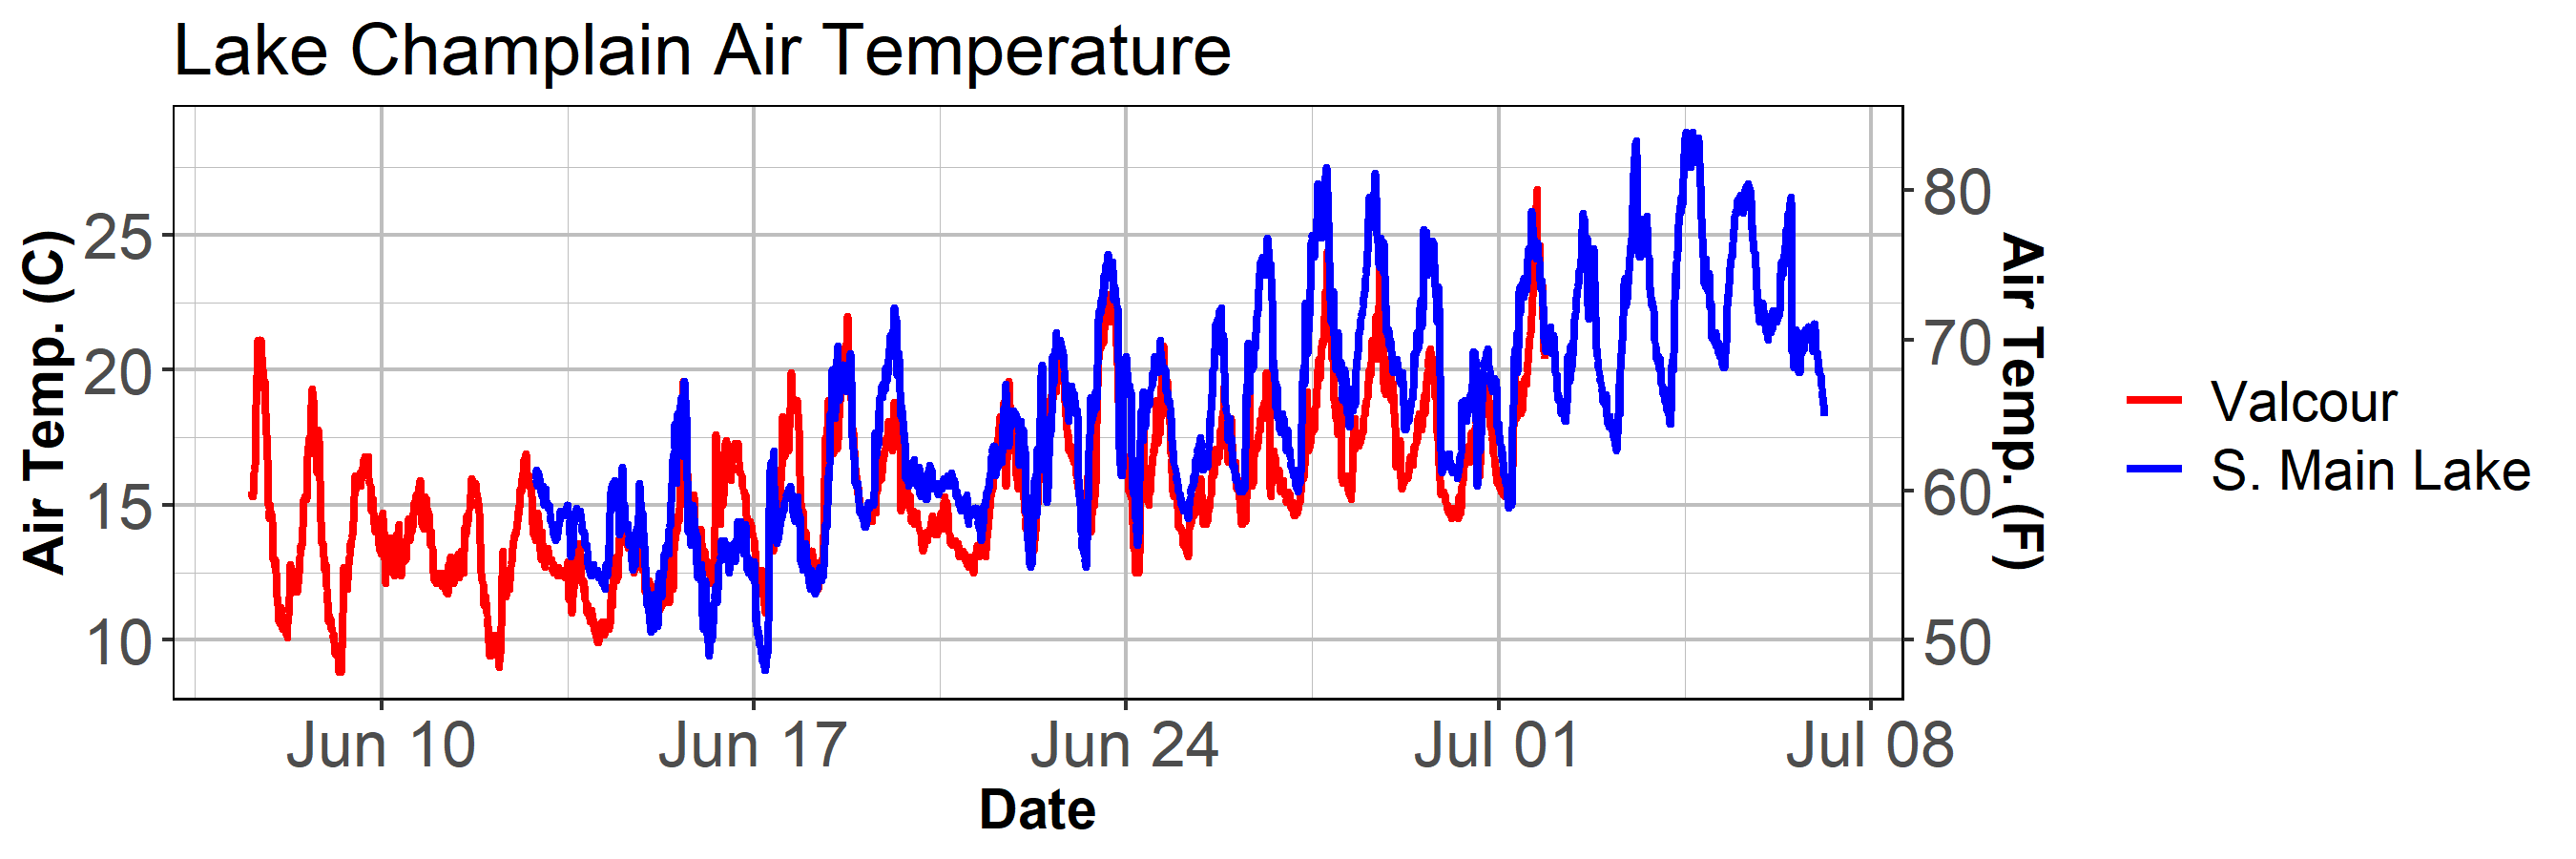 Lake Champlain Air Temperature
Air Temp. (C)
25
20
15
10
80
70
60
50
Air Temp. (F)
Jun 10
Jun 17
Jun 24
Jul 01
Jul 08
Date
Valcour
S. Main Lake